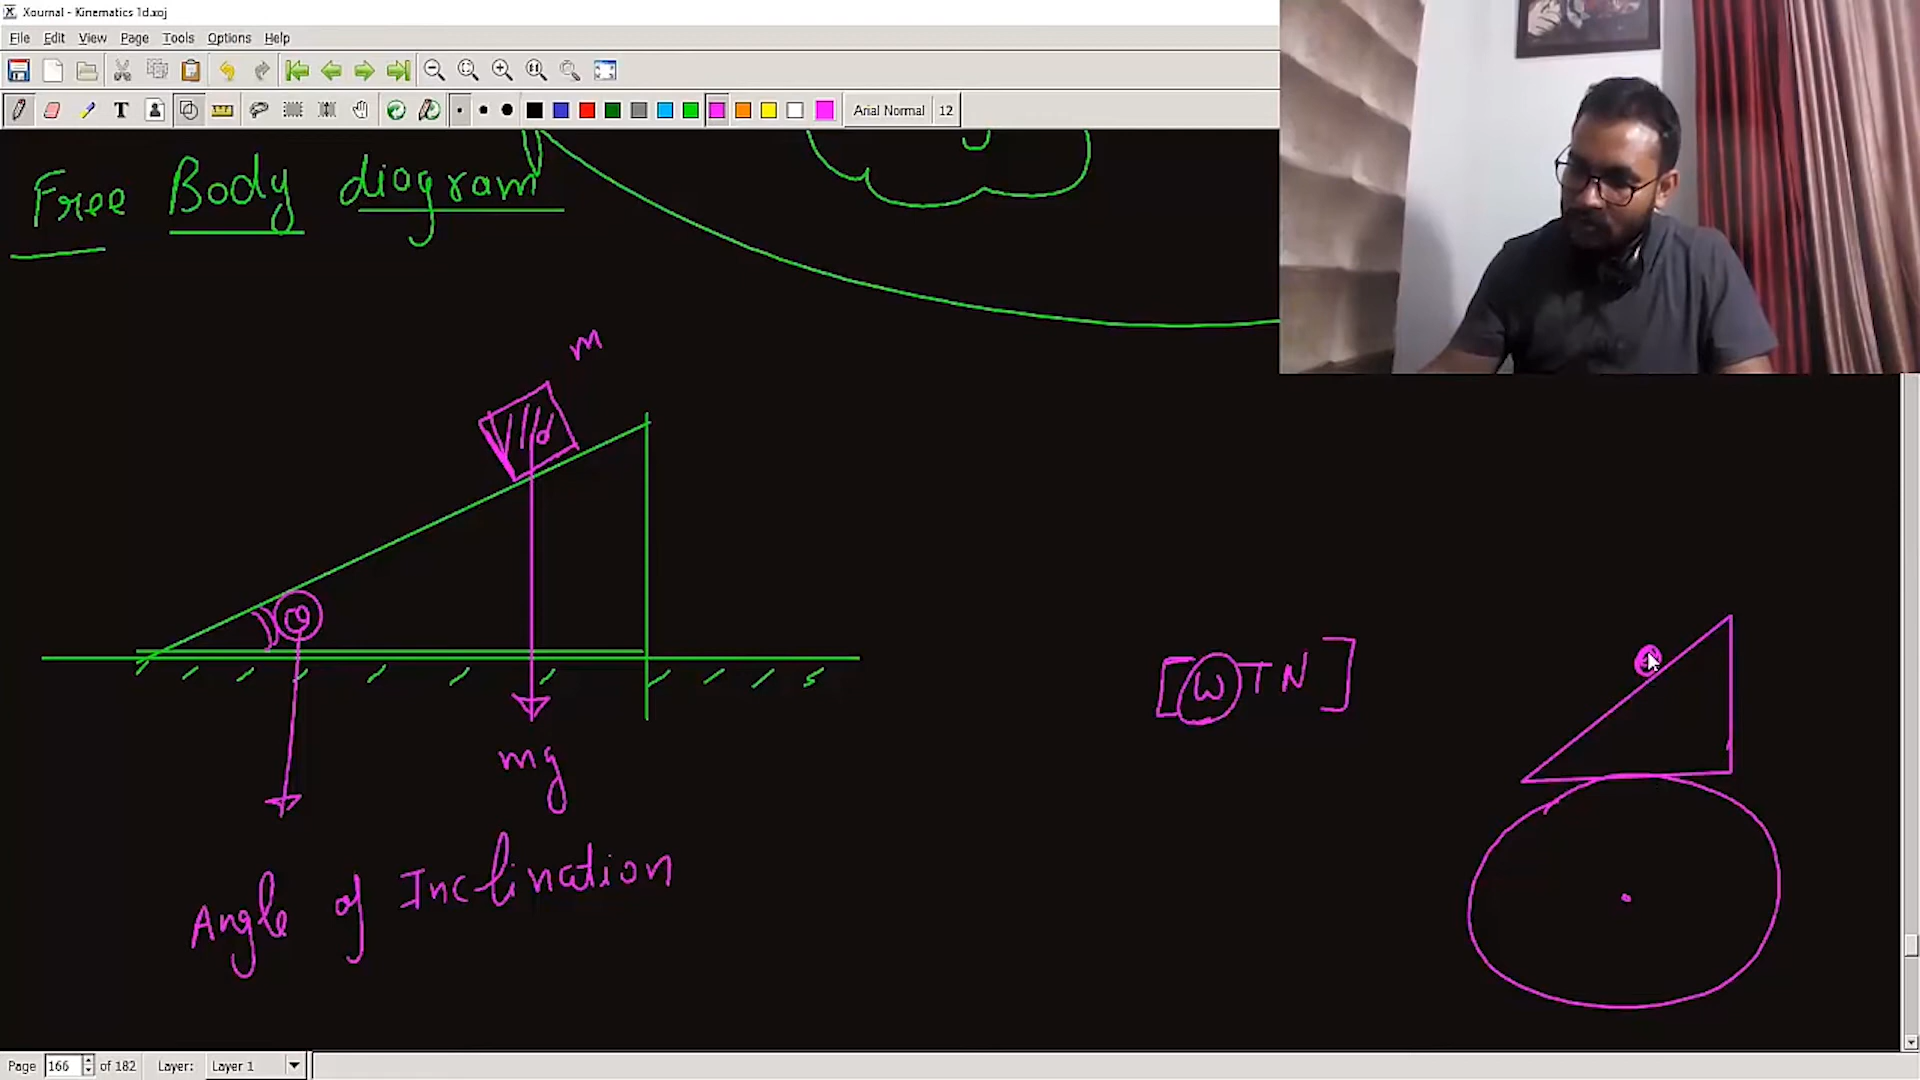 Xournal - Kinematics 1d.xoj
File Edit View Page Tools Options Help
T Arial Normal 12
Free Body diagram
m
θ
[WTN]
mg
Angle of Inclination
Page 166 of 182 Layer: Layer 1